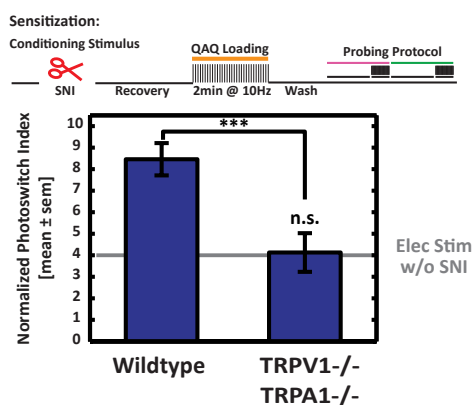 Sensitization:
Conditioning Stimulus
QAQ Loading
Probing Protocol
SNI
Recovery
2min @ 10Hz
Wash
Normalized Photoswitch Index
[mean ± sem]
10
9
8
7
6
5
4
3
2
1
0
***
n.s.
Elec Stim
w/o SNI
Wildtype
TRPV1-/-
TRPA1-/-